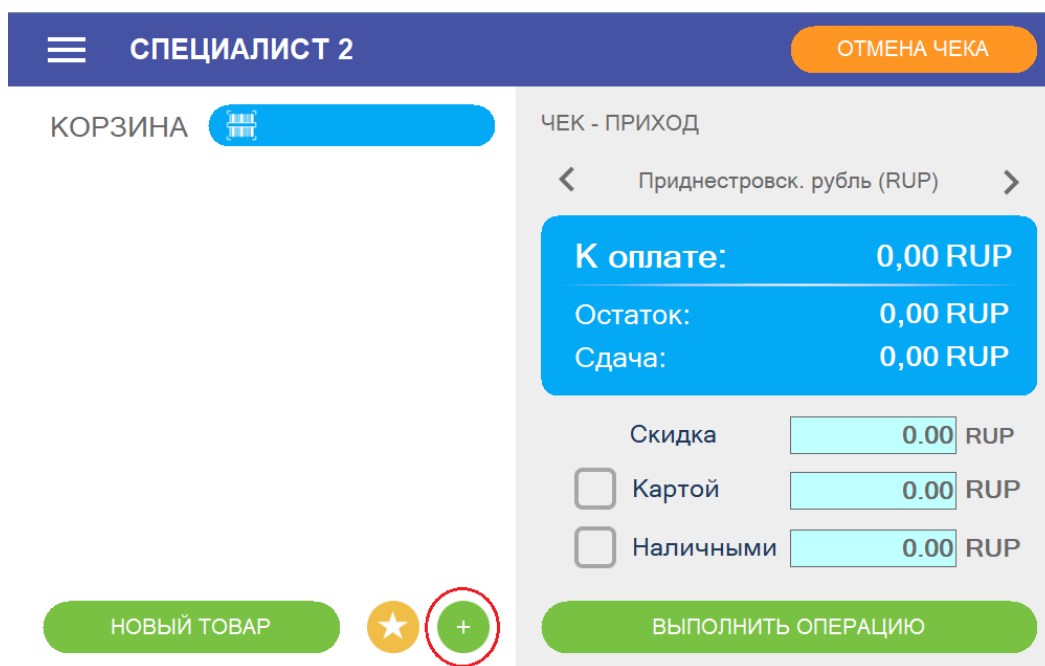 СПЕЦИАЛИСТ 2
ОТМЕНА ЧЕКА
КОРЗИНА
ЧЕК - ПРИХОД
Приднестровск. рубль (RUP)
К оплате: 0,00 RUP
Остаток: 0,00 RUP
Сдача: 0,00 RUP
Скидка 0.00 RUP
Картой 0.00 RUP
Наличными 0.00 RUP
НОВЫЙ ТОВАР
+
ВЫПОЛНИТЬ ОПЕРАЦИЮ